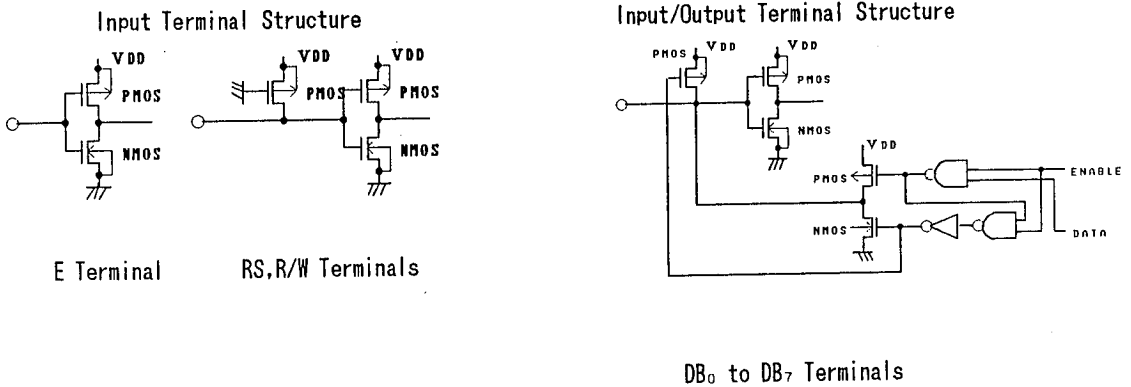 Input Terminal Structure
VDD
PMOS
NMOS
VDD
PMOS
VDD
PMOS
NMOS
E Terminal
RS,R/W Terminals
Input/Output Terminal Structure
PMOS
VDD
VDD
PMOS
NMOS
VDD
PMOS
ENABLE
NMOS
DATA
DB₀ to DB₇ Terminals